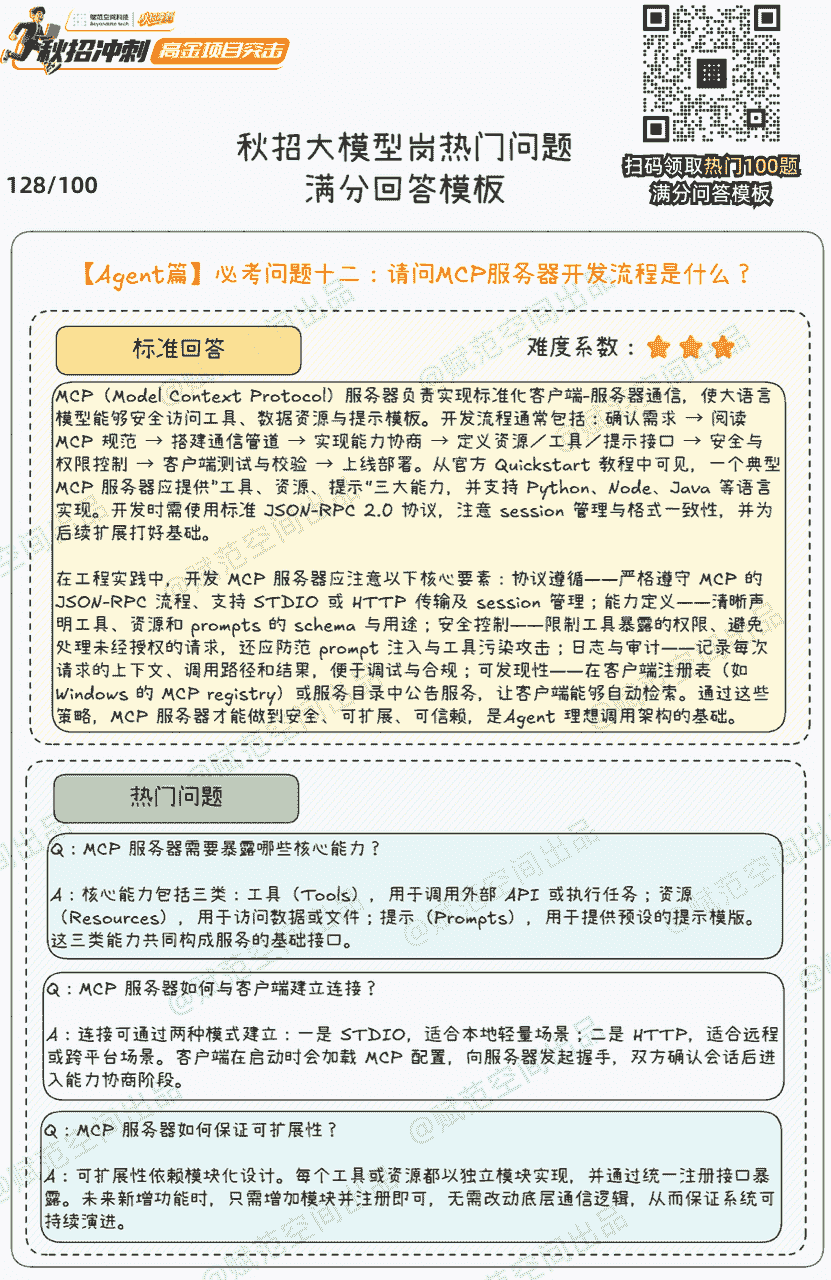 赋范空间科技
火山冲刺
秋招冲刺 高金项目突击
秋招大模型岗热门问题
满分回答模板
128/100
扫码领取热门100题
满分问答模板
【Agent篇】必考问题十二：请问MCP服务器开发流程是什么？
标准回答
难度系数：
MCP（Model Context Protocol）服务器负责实现标准化客户端-服务器通信，使大语言
模型能够安全访问工具、数据资源与提示模板。开发流程通常包括：确认需求 → 阅读
MCP 规范 → 搭建通信管道 → 实现能力协商 → 定义资源/工具/提示接口 → 安全与
权限控制 → 客户端测试与校验 → 上线部署。从官方 Quickstart 教程中可见，一个典型
MCP 服务器应提供"工具、资源、提示"三大能力，并支持 Python、Node、Java 等语言
实现。开发时需使用标准 JSON-RPC 2.0 协议，注意 session 管理与格式一致性，并为
后续扩展打好基础。
在工程实践中，开发 MCP 服务器应注意以下核心要素：协议遵循——严格遵守 MCP 的
JSON-RPC 流程、支持 STDIO 或 HTTP 传输及 session 管理；能力定义——清晰声
明工具、资源和 prompts 的 schema 与用途；安全控制——限制工具暴露的权限、避免
处理未经授权的请求，还应防范 prompt 注入与工具污染攻击；日志与审计——记录每次
请求的上下文、调用路径和结果，便于调试与合规；可发现性——在客户端注册表（如
Windows 的 MCP registry）或服务目录中公告服务，让客户端能够自动检索。通过这些
策略，MCP 服务器才能做到安全、可扩展、可信赖，是Agent 理想调用架构的基础。
热门问题
Q：MCP 服务器需要暴露哪些核心能力？
A：核心能力包括三类：工具（Tools），用于调用外部 API 或执行任务；资源
（Resources），用于访问数据或文件；提示（Prompts），用于提供预设的提示模版。
这三类能力共同构成服务的基础接口。
Q：MCP 服务器如何与客户端建立连接？
A：连接可通过两种模式建立：一是 STDIO，适合本地轻量场景；二是 HTTP，适合远程
或跨平台场景。客户端在启动时会加载 MCP 配置，向服务器发起握手，双方确认会话后进
入能力协商阶段。
Q：MCP 服务器如何保证可扩展性？
A：可扩展性依赖模块化设计。每个工具或资源都以独立模块实现，并通过统一注册接口暴
露。未来新增功能时，只需增加模块并注册即可，无需改动底层通信逻辑，从而保证系统可
持续演进。
@赋范空间出品